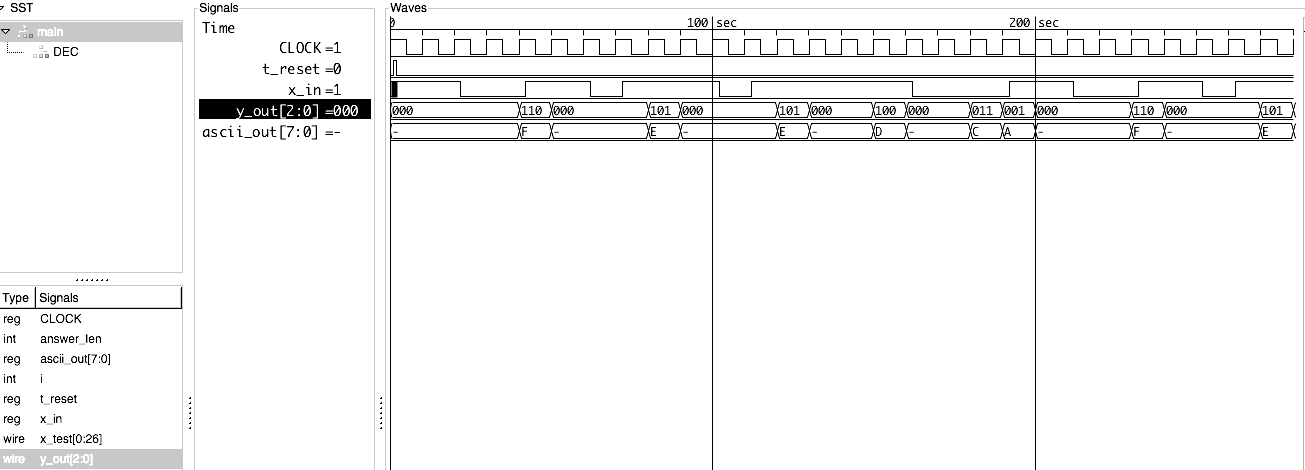 SST
main
DEC
Type Signals
reg CLOCK
int answer_len
reg ascii_out[7:0]
int i
reg t_reset
reg x_in
wire x_test[0:26]
wire y_out[2:0]
Signals
Time
CLOCK =1
t_reset =0
x_in =1
y_out[2:0] =000
ascii_out[7:0] =-
Waves
0 100 sec 200 sec
000 110 000 101 000 101 000 100 000 011 001 000 110 000 101
- F - E - E - D - C A - F - E